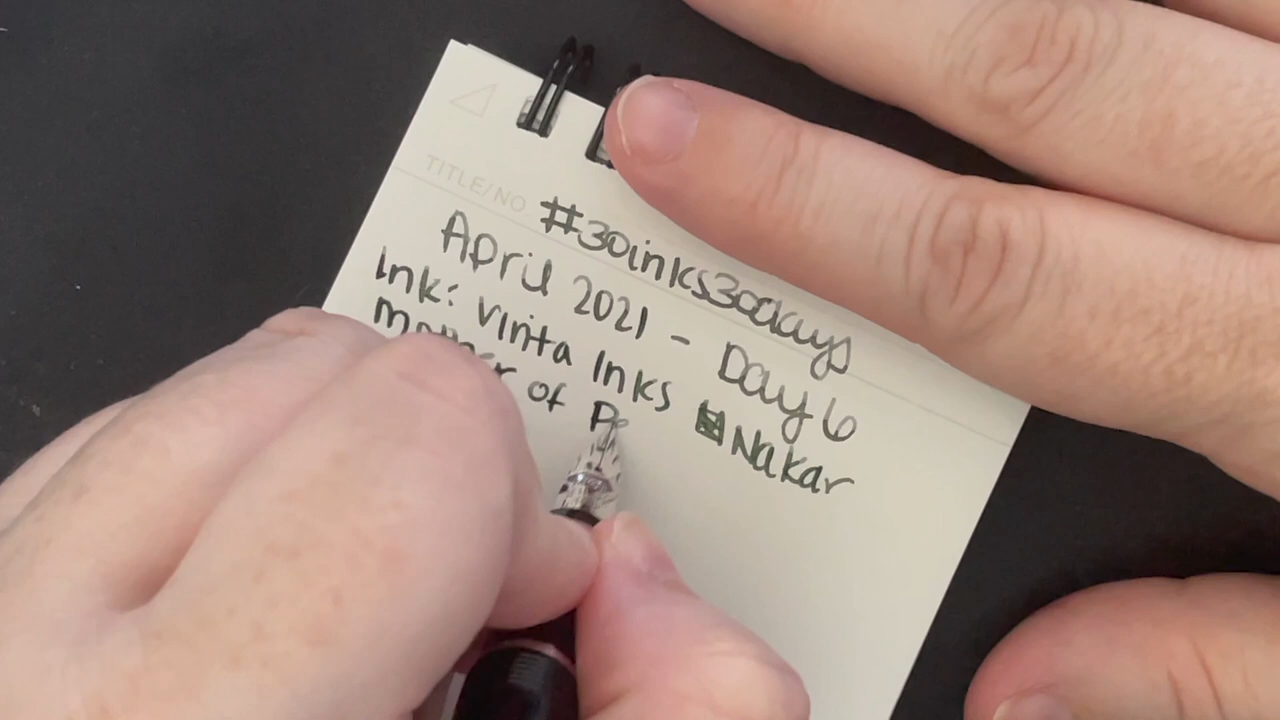 TITLE/NO
#30inks30days
April 2021 - Day 6
Ink: Vinta Inks Nakar
of